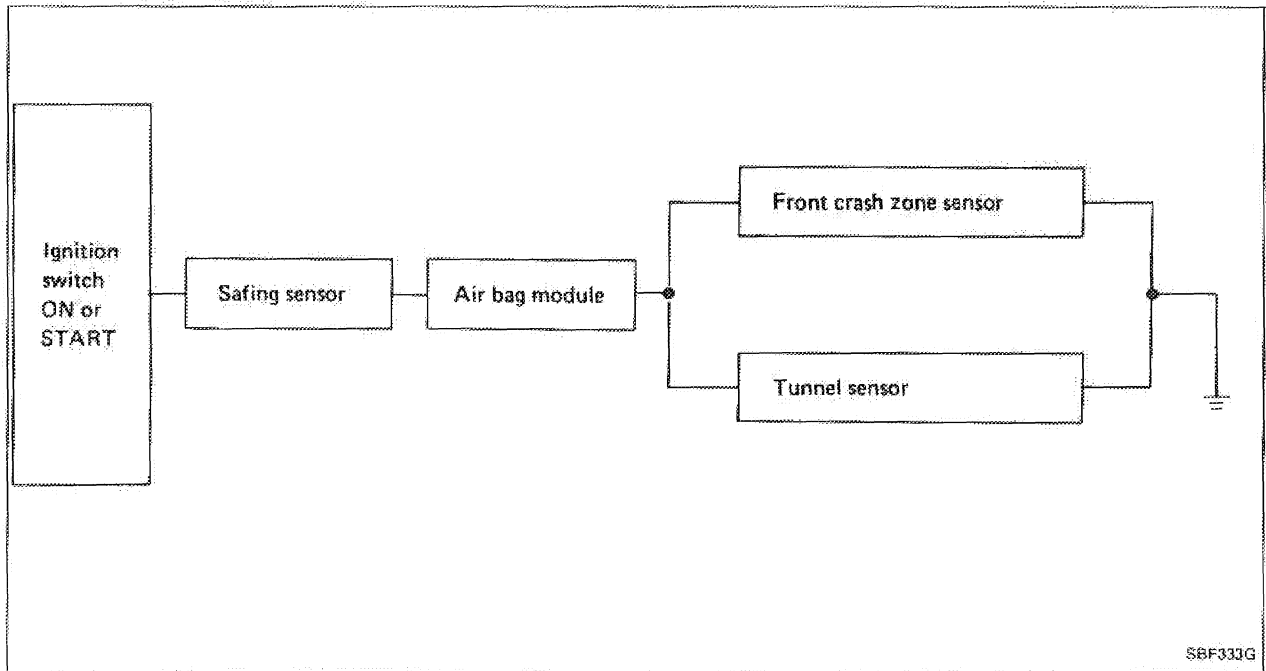 Ignition
switch
ON or
START
Safing sensor
Air bag module
Front crash zone sensor
Tunnel sensor
SBF333G